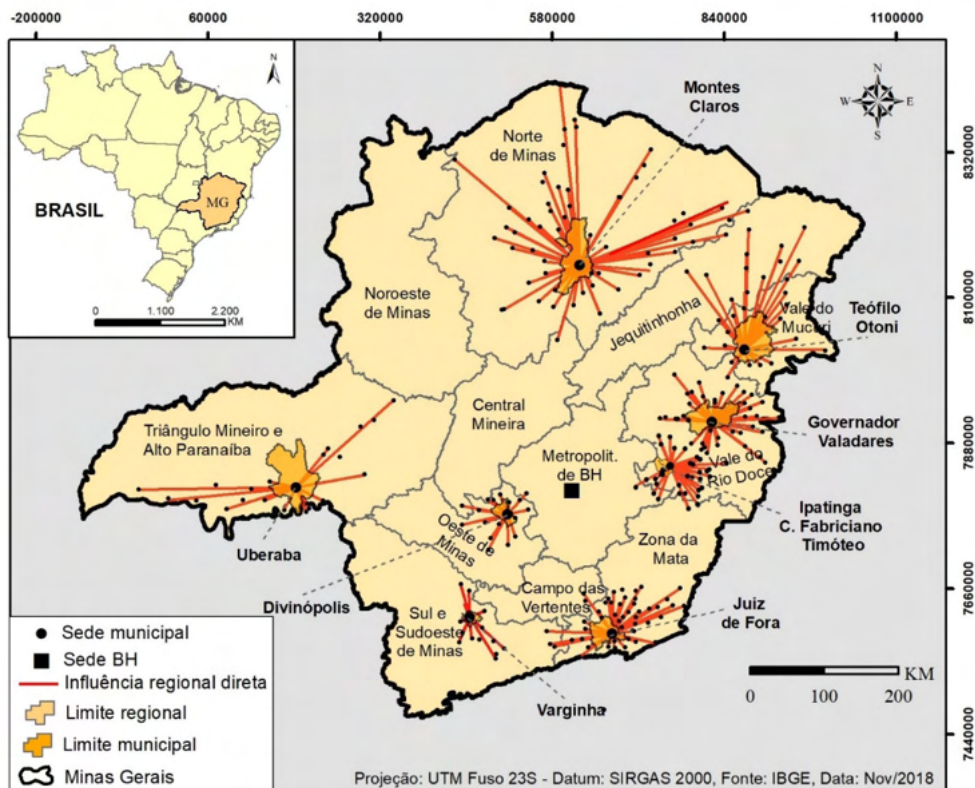 -200000 60000 320000 580000 840000 1100000
N
BRASIL
MG
0 1.100 2.200
KM
N
W E
S
8320000
8100000
7880000
7660000
7440000
Montes
Claros
Norte
de Minas
Noroeste
de Minas
Jequitinhonha
Vale do
Mucuri
Teófilo
Otoni
Central
Mineira
Triângulo Mineiro e
Alto Paranaíba
Metropolit.
de BH
Governador
Valadares
Vale do
Rio Doce
Ipatinga
C. Fabriciano
Timóteo
Uberaba
Oeste de
Minas
Zona da
Mata
Divinópolis
Campo das
Vertentes
Sul e
Sudoeste
de Minas
Juiz
de Fora
Varginha
Sede municipal
Sede BH
Influência regional direta
Limite regional
Limite municipal
Minas Gerais
KM
0 100 200
Projeção: UTM Fuso 23S - Datum: SIRGAS 2000, Fonte: IBGE, Data: Nov/2018